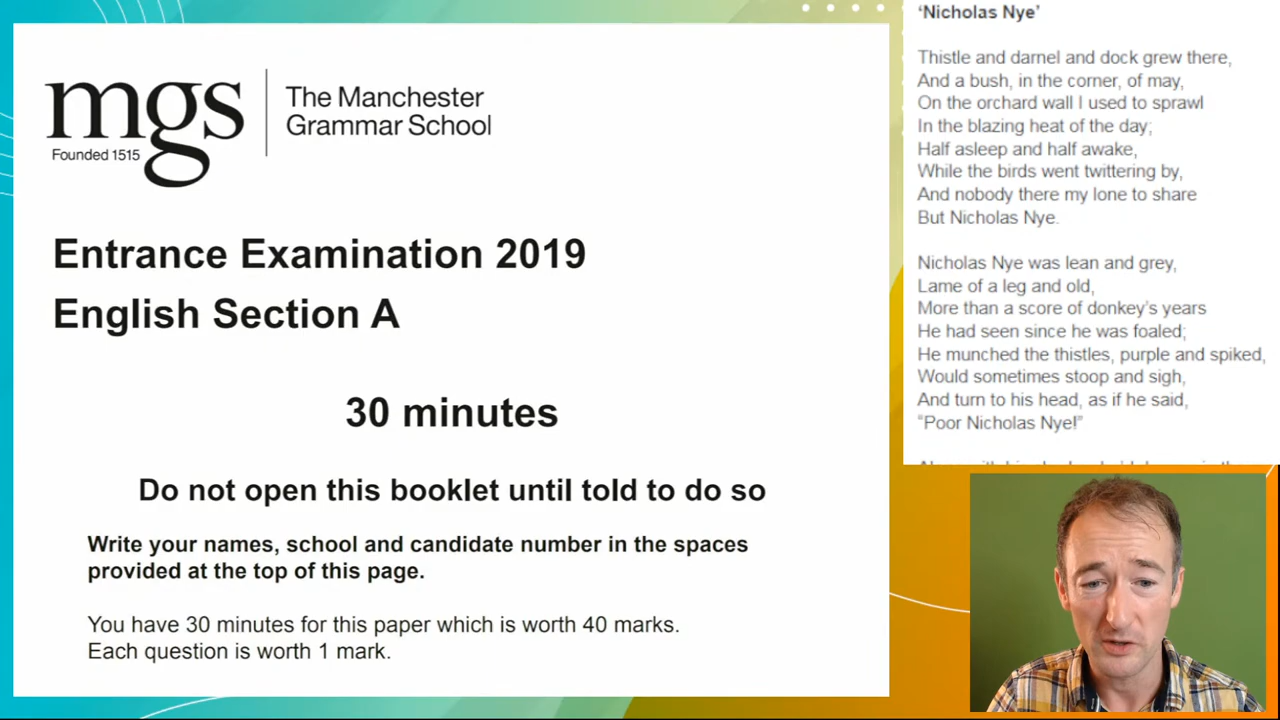 mgs
Founded 1515
The Manchester
Grammar School
Entrance Examination 2019
English Section A
30 minutes
Do not open this booklet until told to do so
Write your names, school and candidate number in the spaces
provided at the top of this page.
You have 30 minutes for this paper which is worth 40 marks.
Each question is worth 1 mark.
‘Nicholas Nye’
Thistle and darnel and dock grew there,
And a bush, in the corner, of may,
On the orchard wall I used to sprawl
In the blazing heat of the day;
Half asleep and half awake,
While the birds went twittering by,
And nobody there my lone to share
But Nicholas Nye.
Nicholas Nye was lean and grey,
Lame of a leg and old,
More than a score of donkey's years
He had seen since he was foaled;
He munched the thistles, purple and spiked,
Would sometimes stoop and sigh,
And turn to his head, as if he said,
“Poor Nicholas Nye!”